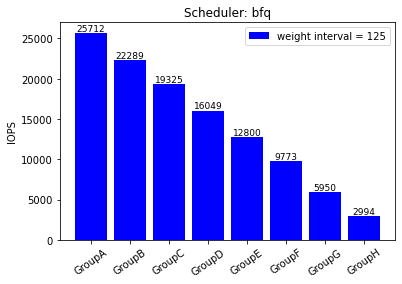 Scheduler: bfq
weight interval = 125
IOPS
25000
20000
15000
10000
5000
0
25712
22289
19325
16049
12800
9773
5950
2994
GroupA
GroupB
GroupC
GroupD
GroupE
GroupF
GroupG
GroupH